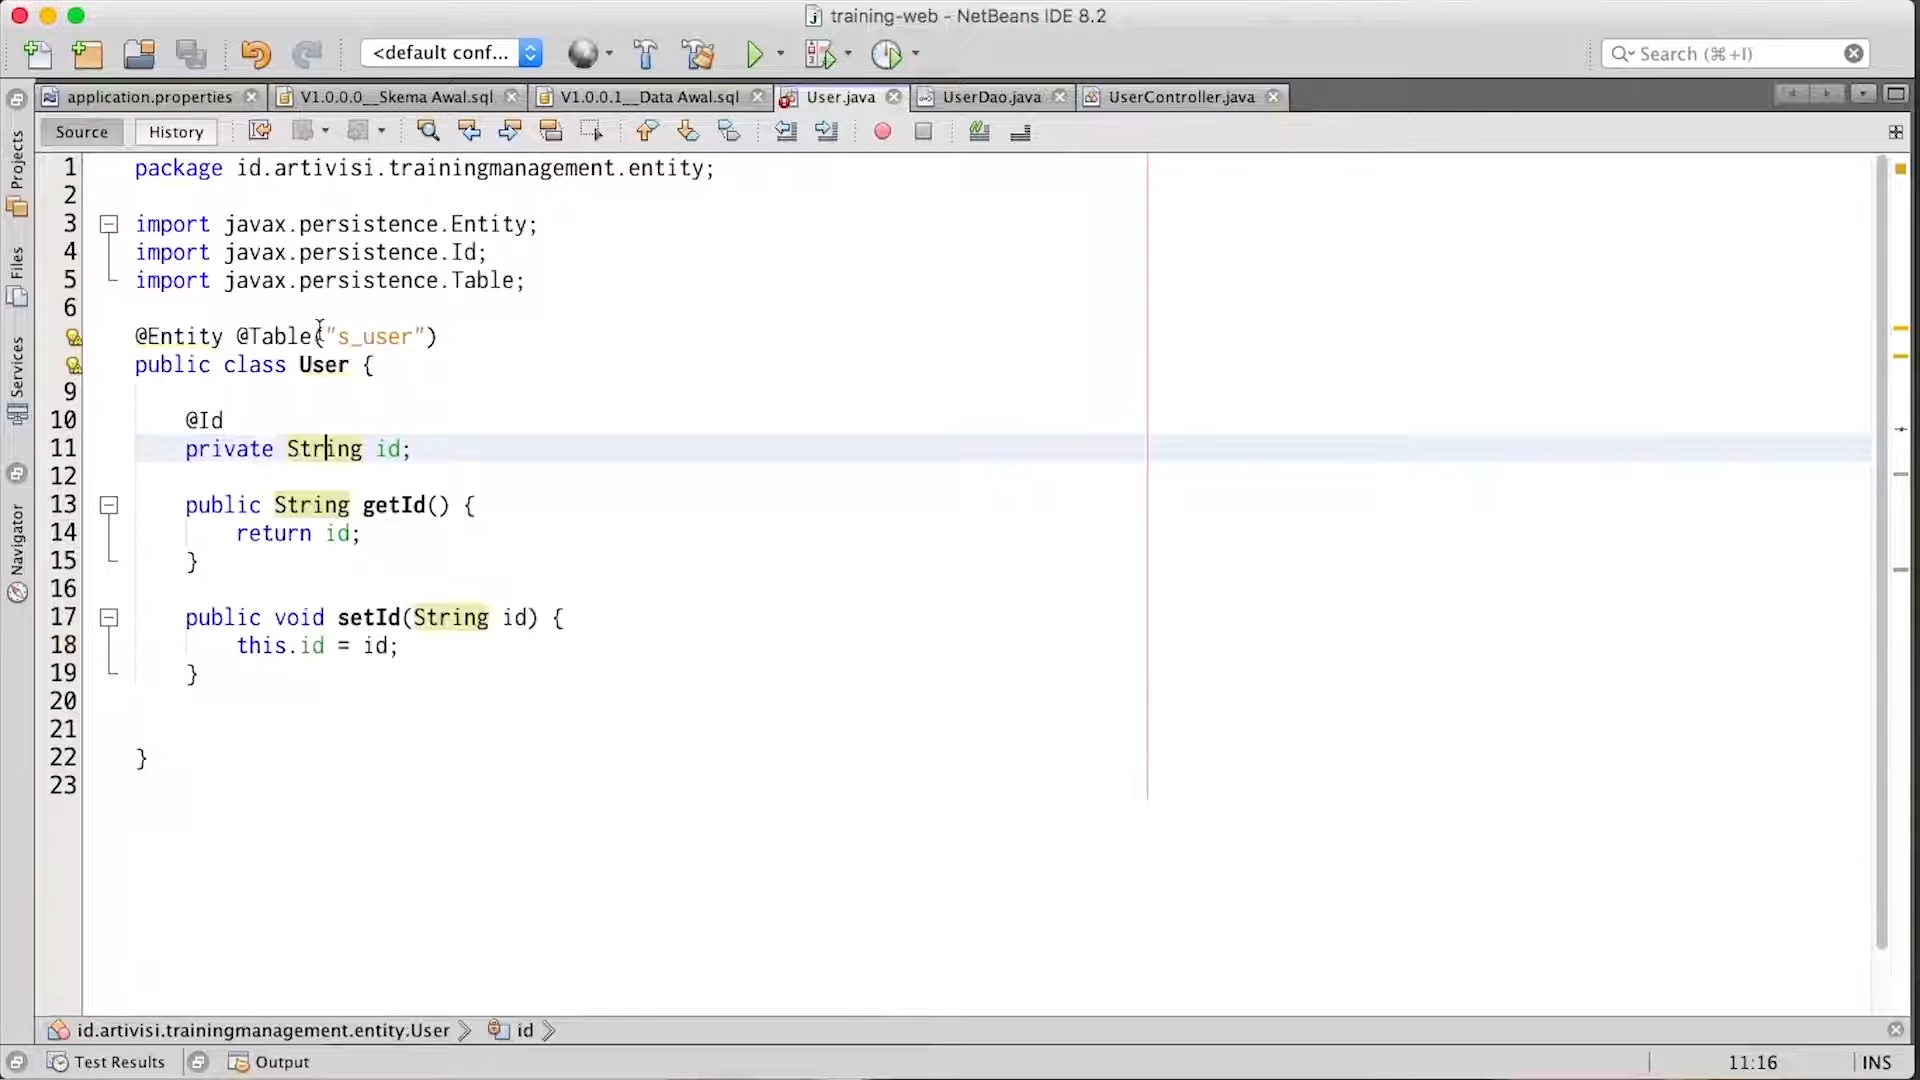 training-web - NetBeans IDE 8.2
<default conf...
Search (⌘+I)
application.properties
V1.0.0.0__Skema Awal.sql
V1.0.0.1__Data Awal.sql
User.java
UserDao.java
UserController.java
Source
History
Projects
Files
Services
Navigator
1 package id.artivisi.trainingmanagement.entity;
2
3 import javax.persistence.Entity;
4 import javax.persistence.Id;
5 import javax.persistence.Table;
6
@Entity @Table("s_user")
public class User {
9
10 @Id
11 private String id;
12
13 public String getId() {
14 return id;
15 }
16
17 public void setId(String id) {
18 this.id = id;
19 }
20
21
22 }
23
id.artivisi.trainingmanagement.entity.User
id
Test Results
Output
11:16
INS